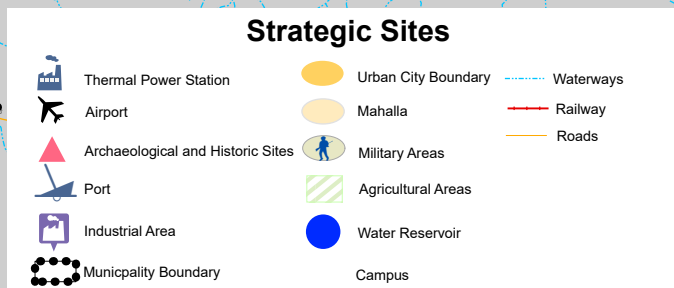 Strategic Sites
Thermal Power Station
Airport
Archaeological and Historic Sites
Port
Industrial Area
Municpality Boundary
Urban City Boundary
Mahalla
Military Areas
Agricultural Areas
Water Reservoir
Campus
Waterways
Railway
Roads